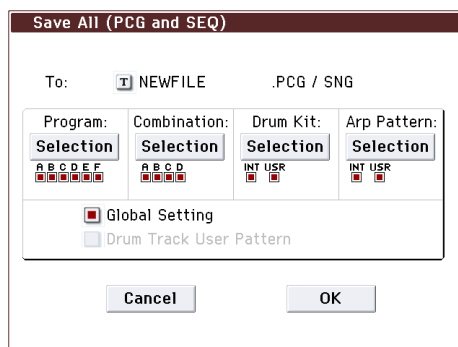 Save All (PCG and SEQ)
To: T NEWFILE .PCG / SNG
Program: Combination: Drum Kit: Arp Pattern:
Selection Selection Selection Selection
A B C D E F A B C D INT USR INT USR
Global Setting
Drum Track User Pattern
Cancel OK